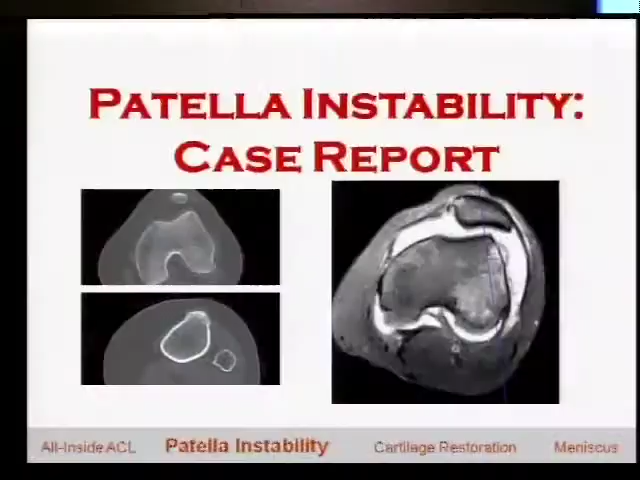 PATELLA INSTABILITY:
CASE REPORT
All-Inside ACL Patella Instability Cartilage Restoration Meniscus